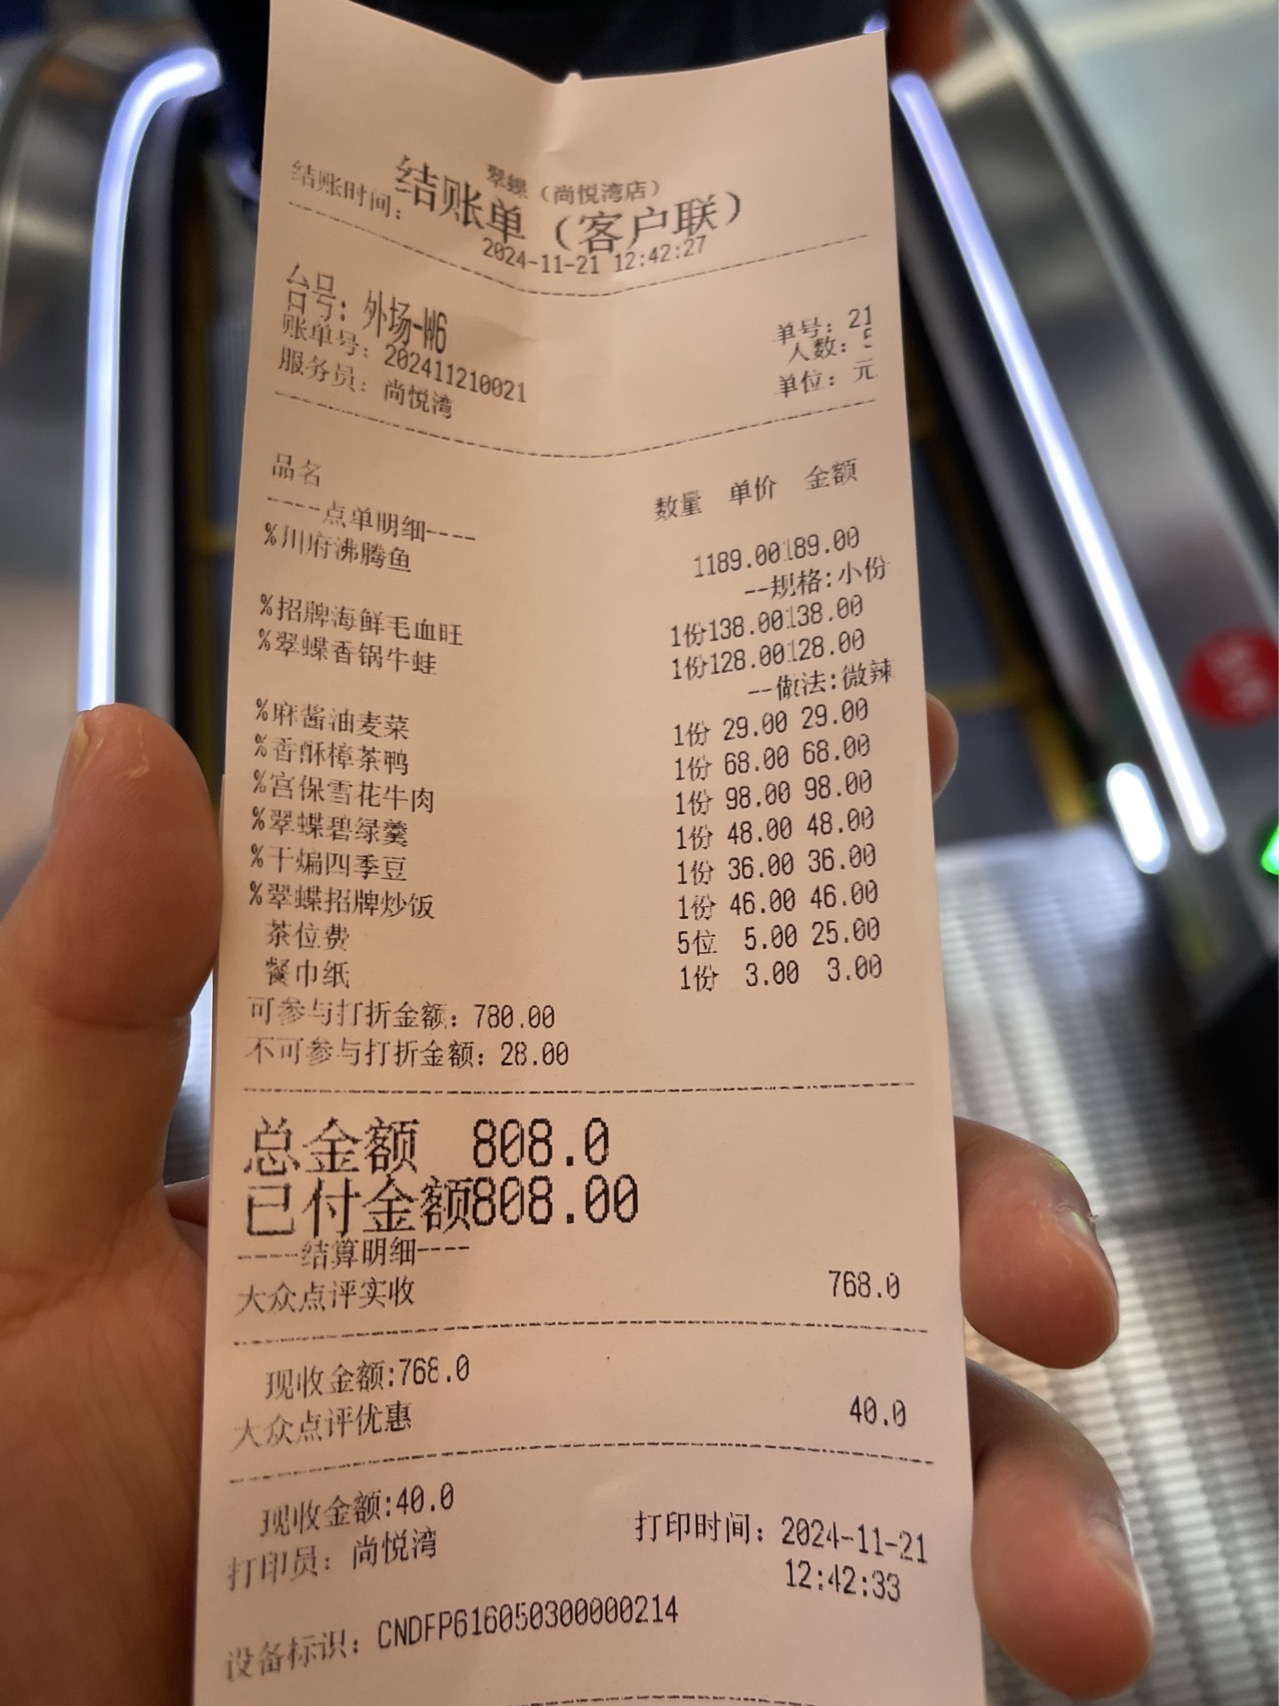 翠蝶（尚悦湾店）
结账单（客户联）
结账时间： 2024-11-21 12:42:27
台号：外场-W6 单号：21
账单号：202411210021 人数：5
服务员：尚悦湾 单位：元
品名 数量 单价 金额
----点单明细----
%川府沸腾鱼 1189.00189.00
--规格:小份
%招牌海鲜毛血旺 1份138.00138.00
%翠蝶香锅牛蛙 1份128.00128.00
--做法:微辣
%麻酱油麦菜 1份 29.00 29.00
%香酥樟茶鸭 1份 68.00 68.00
%宫保雪花牛肉 1份 98.00 98.00
%翠蝶碧绿羹 1份 48.00 48.00
%干煸四季豆 1份 36.00 36.00
%翠蝶招牌炒饭 1份 46.00 46.00
茶位费 5位 5.00 25.00
餐巾纸 1份 3.00 3.00
可参与打折金额：780.00
不可参与打折金额：28.00
总金额 808.0
已付金额808.00
----结算明细----
大众点评实收 768.0
现收金额:768.0
大众点评优惠 40.0
现收金额:40.0
打印员：尚悦湾 打印时间：2024-11-21
12:42:33
设备标识：CNDFP616050300000214